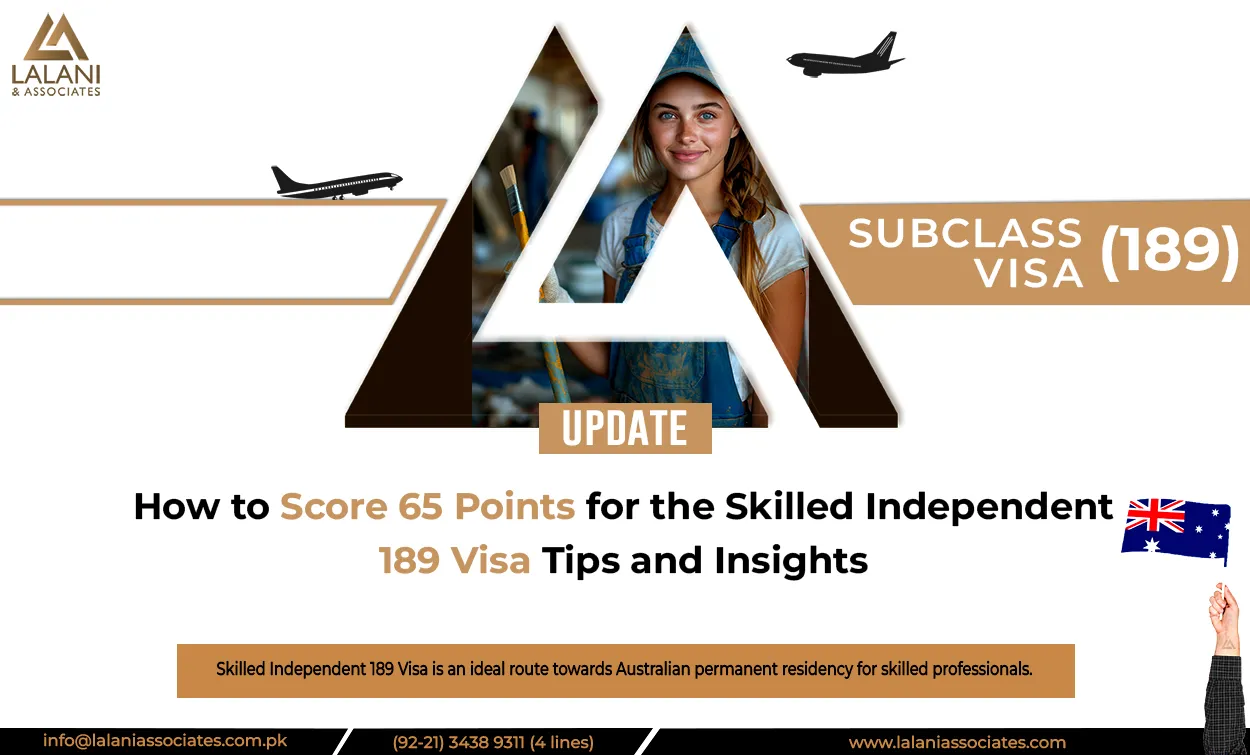 LALANI
& ASSOCIATES
SUBCLASS
VISA
(189)
UPDATE
How to Score 65 Points for the Skilled Independent
189 Visa Tips and Insights
Skilled Independent 189 Visa is an ideal route towards Australian permanent residency for skilled professionals.
info@lalaniassociates.com.pk
(92-21) 3438 9311 (4 lines)
www.lalaniassociates.com